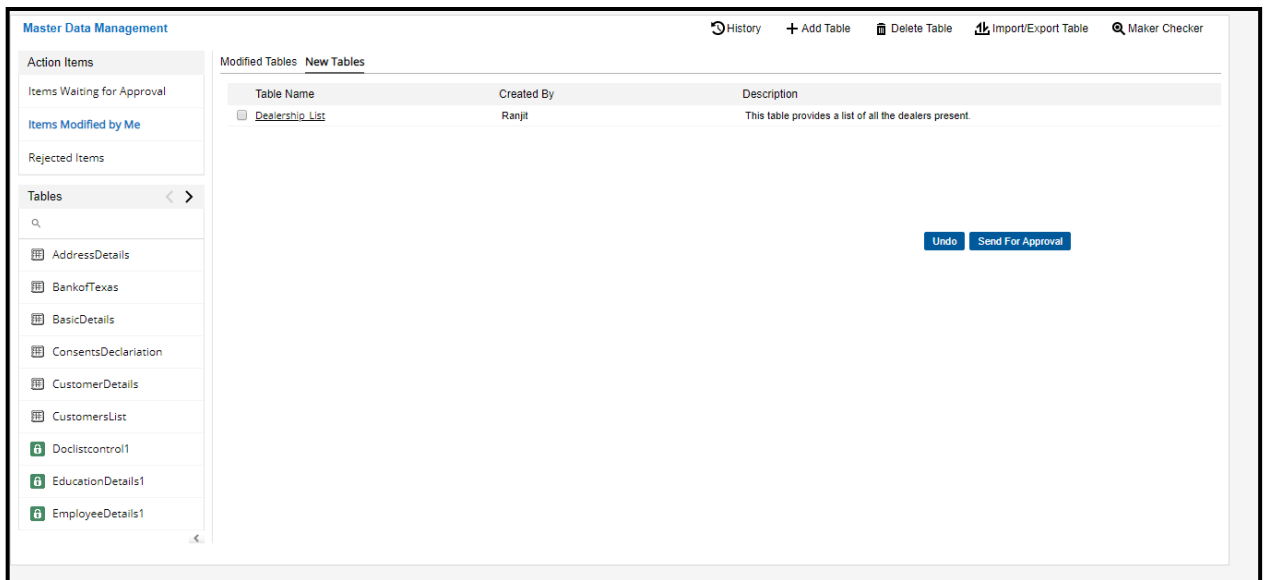 Master Data Management
History Add Table Delete Table Import/Export Table Maker Checker
Action Items
Items Waiting for Approval
Items Modified by Me
Rejected Items
Tables
AddressDetails
BankofTexas
BasicDetails
ConsentsDeclariation
CustomerDetails
CustomersList
Doclistcontrol1
EducationDetails1
EmployeeDetails1
Modified Tables New Tables
Table Name Created By Description
Dealership_List Ranjit This table provides a list of all the dealers present.
Undo Send For Approval